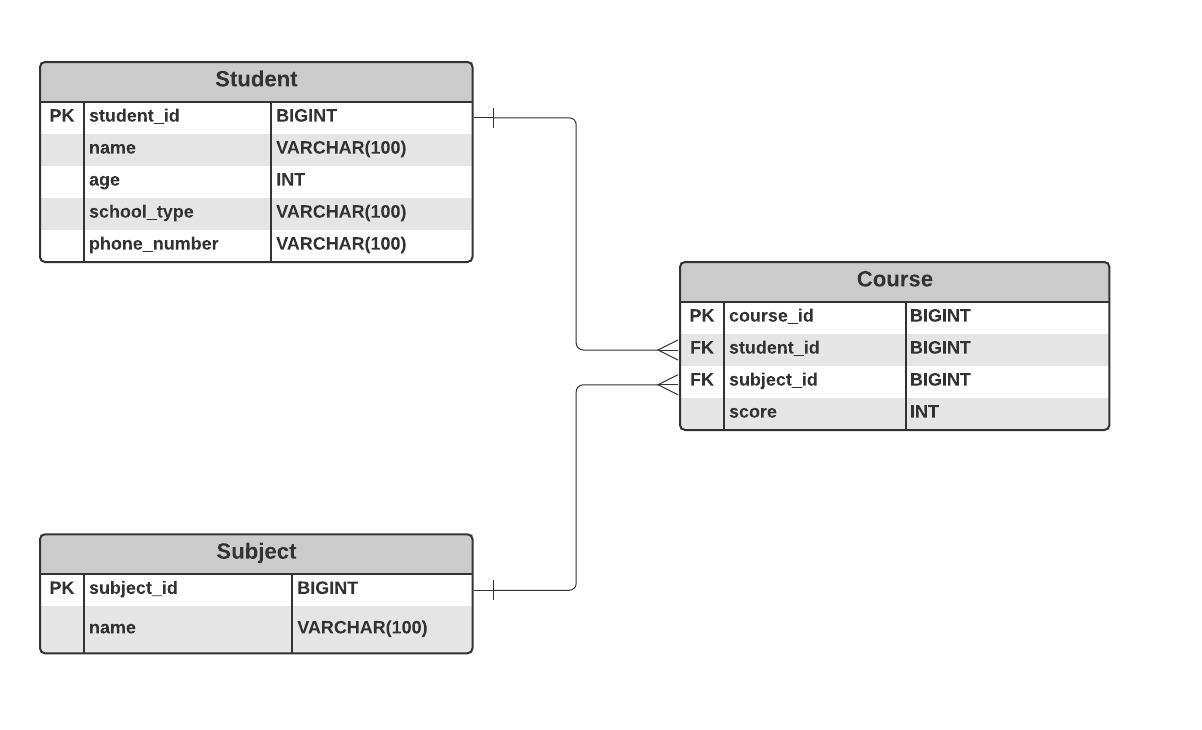 Student
PK student_id BIGINT
name VARCHAR(100)
age INT
school_type VARCHAR(100)
phone_number VARCHAR(100)
Course
PK course_id BIGINT
FK student_id BIGINT
FK subject_id BIGINT
score INT
Subject
PK subject_id BIGINT
name VARCHAR(100)